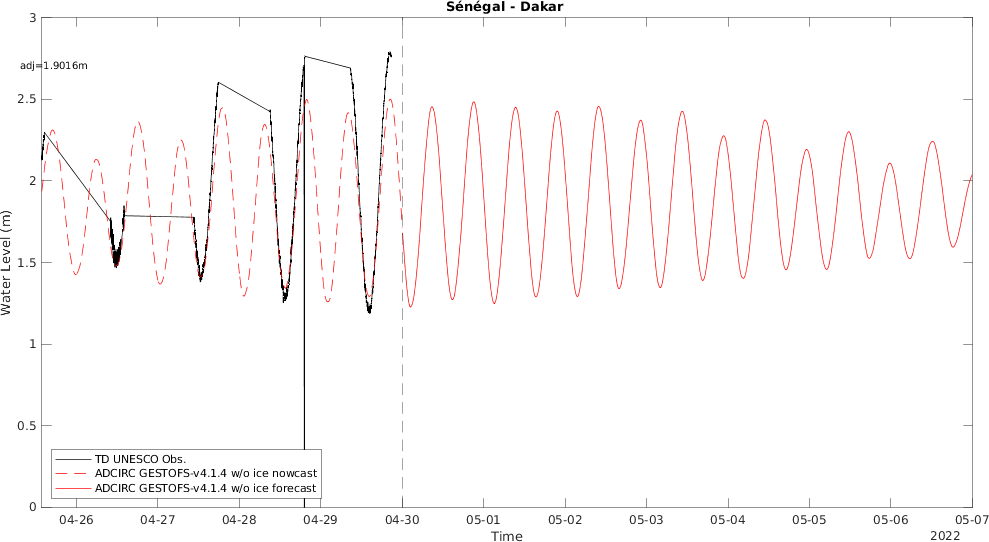 Sénégal - Dakar
3
adj=1.9016m
2.5
2
1.5
1
0.5
0
Water Level (m)
TD UNESCO Obs.
ADCIRC GESTOFS-v4.1.4 w/o ice nowcast
ADCIRC GESTOFS-v4.1.4 w/o ice forecast
04-26 04-27 04-28 04-29 04-30 05-01 05-02 05-03 05-04 05-05 05-06 05-07
Time
2022